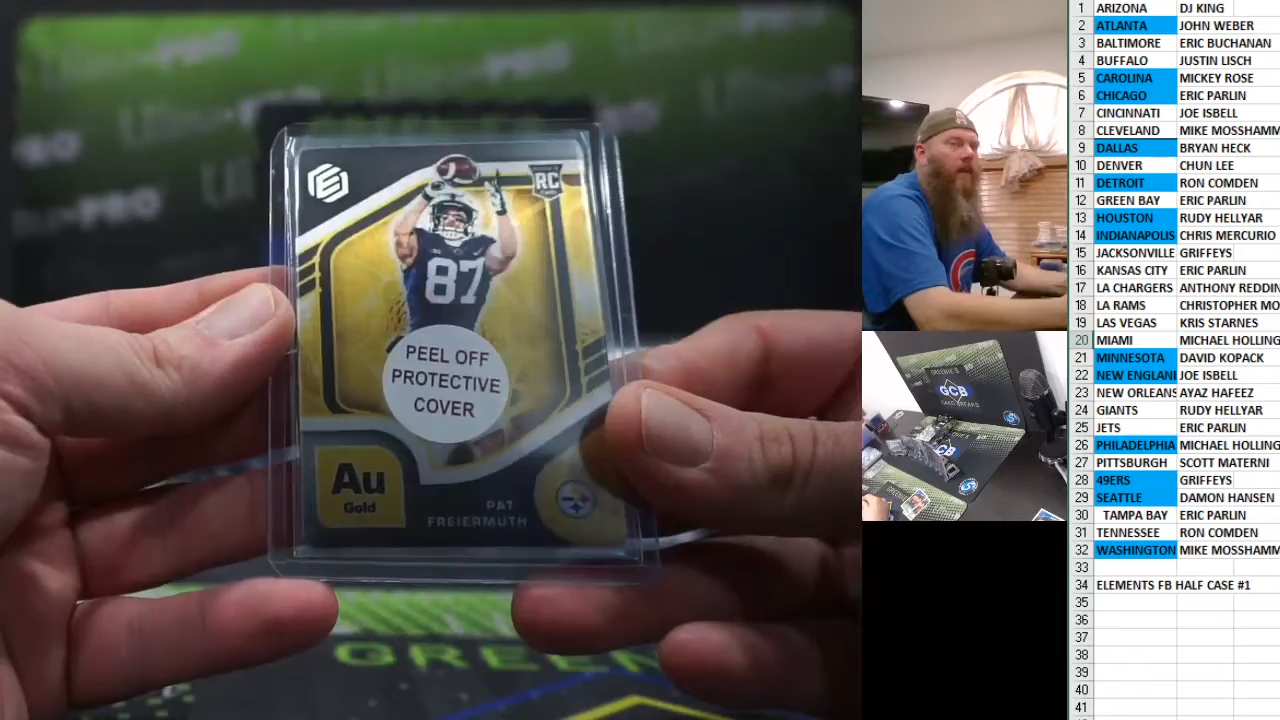 RC
87
PEEL OFF
PROTECTIVE
COVER
Au
Gold
PAT
FREIERMUTH
GCB
1 ARIZONA DJ KING
2 ATLANTA JOHN WEBER
3 BALTIMORE ERIC BUCHANAN
4 BUFFALO JUSTIN LISCH
5 CAROLINA MICKEY ROSE
6 CHICAGO ERIC PARLIN
7 CINCINNATI JOE ISBELL
8 CLEVELAND MIKE MOSSHAMM
9 DALLAS BRYAN HECK
10 DENVER CHUN LEE
11 DETROIT RON COMDEN
12 GREEN BAY ERIC PARLIN
13 HOUSTON RUDY HELLYAR
14 INDIANAPOLIS CHRIS MERCURIO
15 JACKSONVILLE GRIFFEYS
16 KANSAS CITY ERIC PARLIN
17 LA CHARGERS ANTHONY REDDIN
18 LA RAMS CHRISTOPHER MO
19 LAS VEGAS KRIS STARNES
20 MIAMI MICHAEL HOLLING
21 MINNESOTA DAVID KOPACK
22 NEW ENGLAND JOE ISBELL
23 NEW ORLEANS AYAZ HAFEEZ
24 GIANTS RUDY HELLYAR
25 JETS ERIC PARLIN
26 PHILADELPHIA MICHAEL HOLLING
27 PITTSBURGH SCOTT MATERNI
28 49ERS GRIFFEYS
29 SEATTLE DAMON HANSEN
30 TAMPA BAY ERIC PARLIN
31 TENNESSEE RON COMDEN
32 WASHINGTON MIKE MOSSHAMM
33
34 ELEMENTS FB HALF CASE #1
35
36
37
38
39
40
41